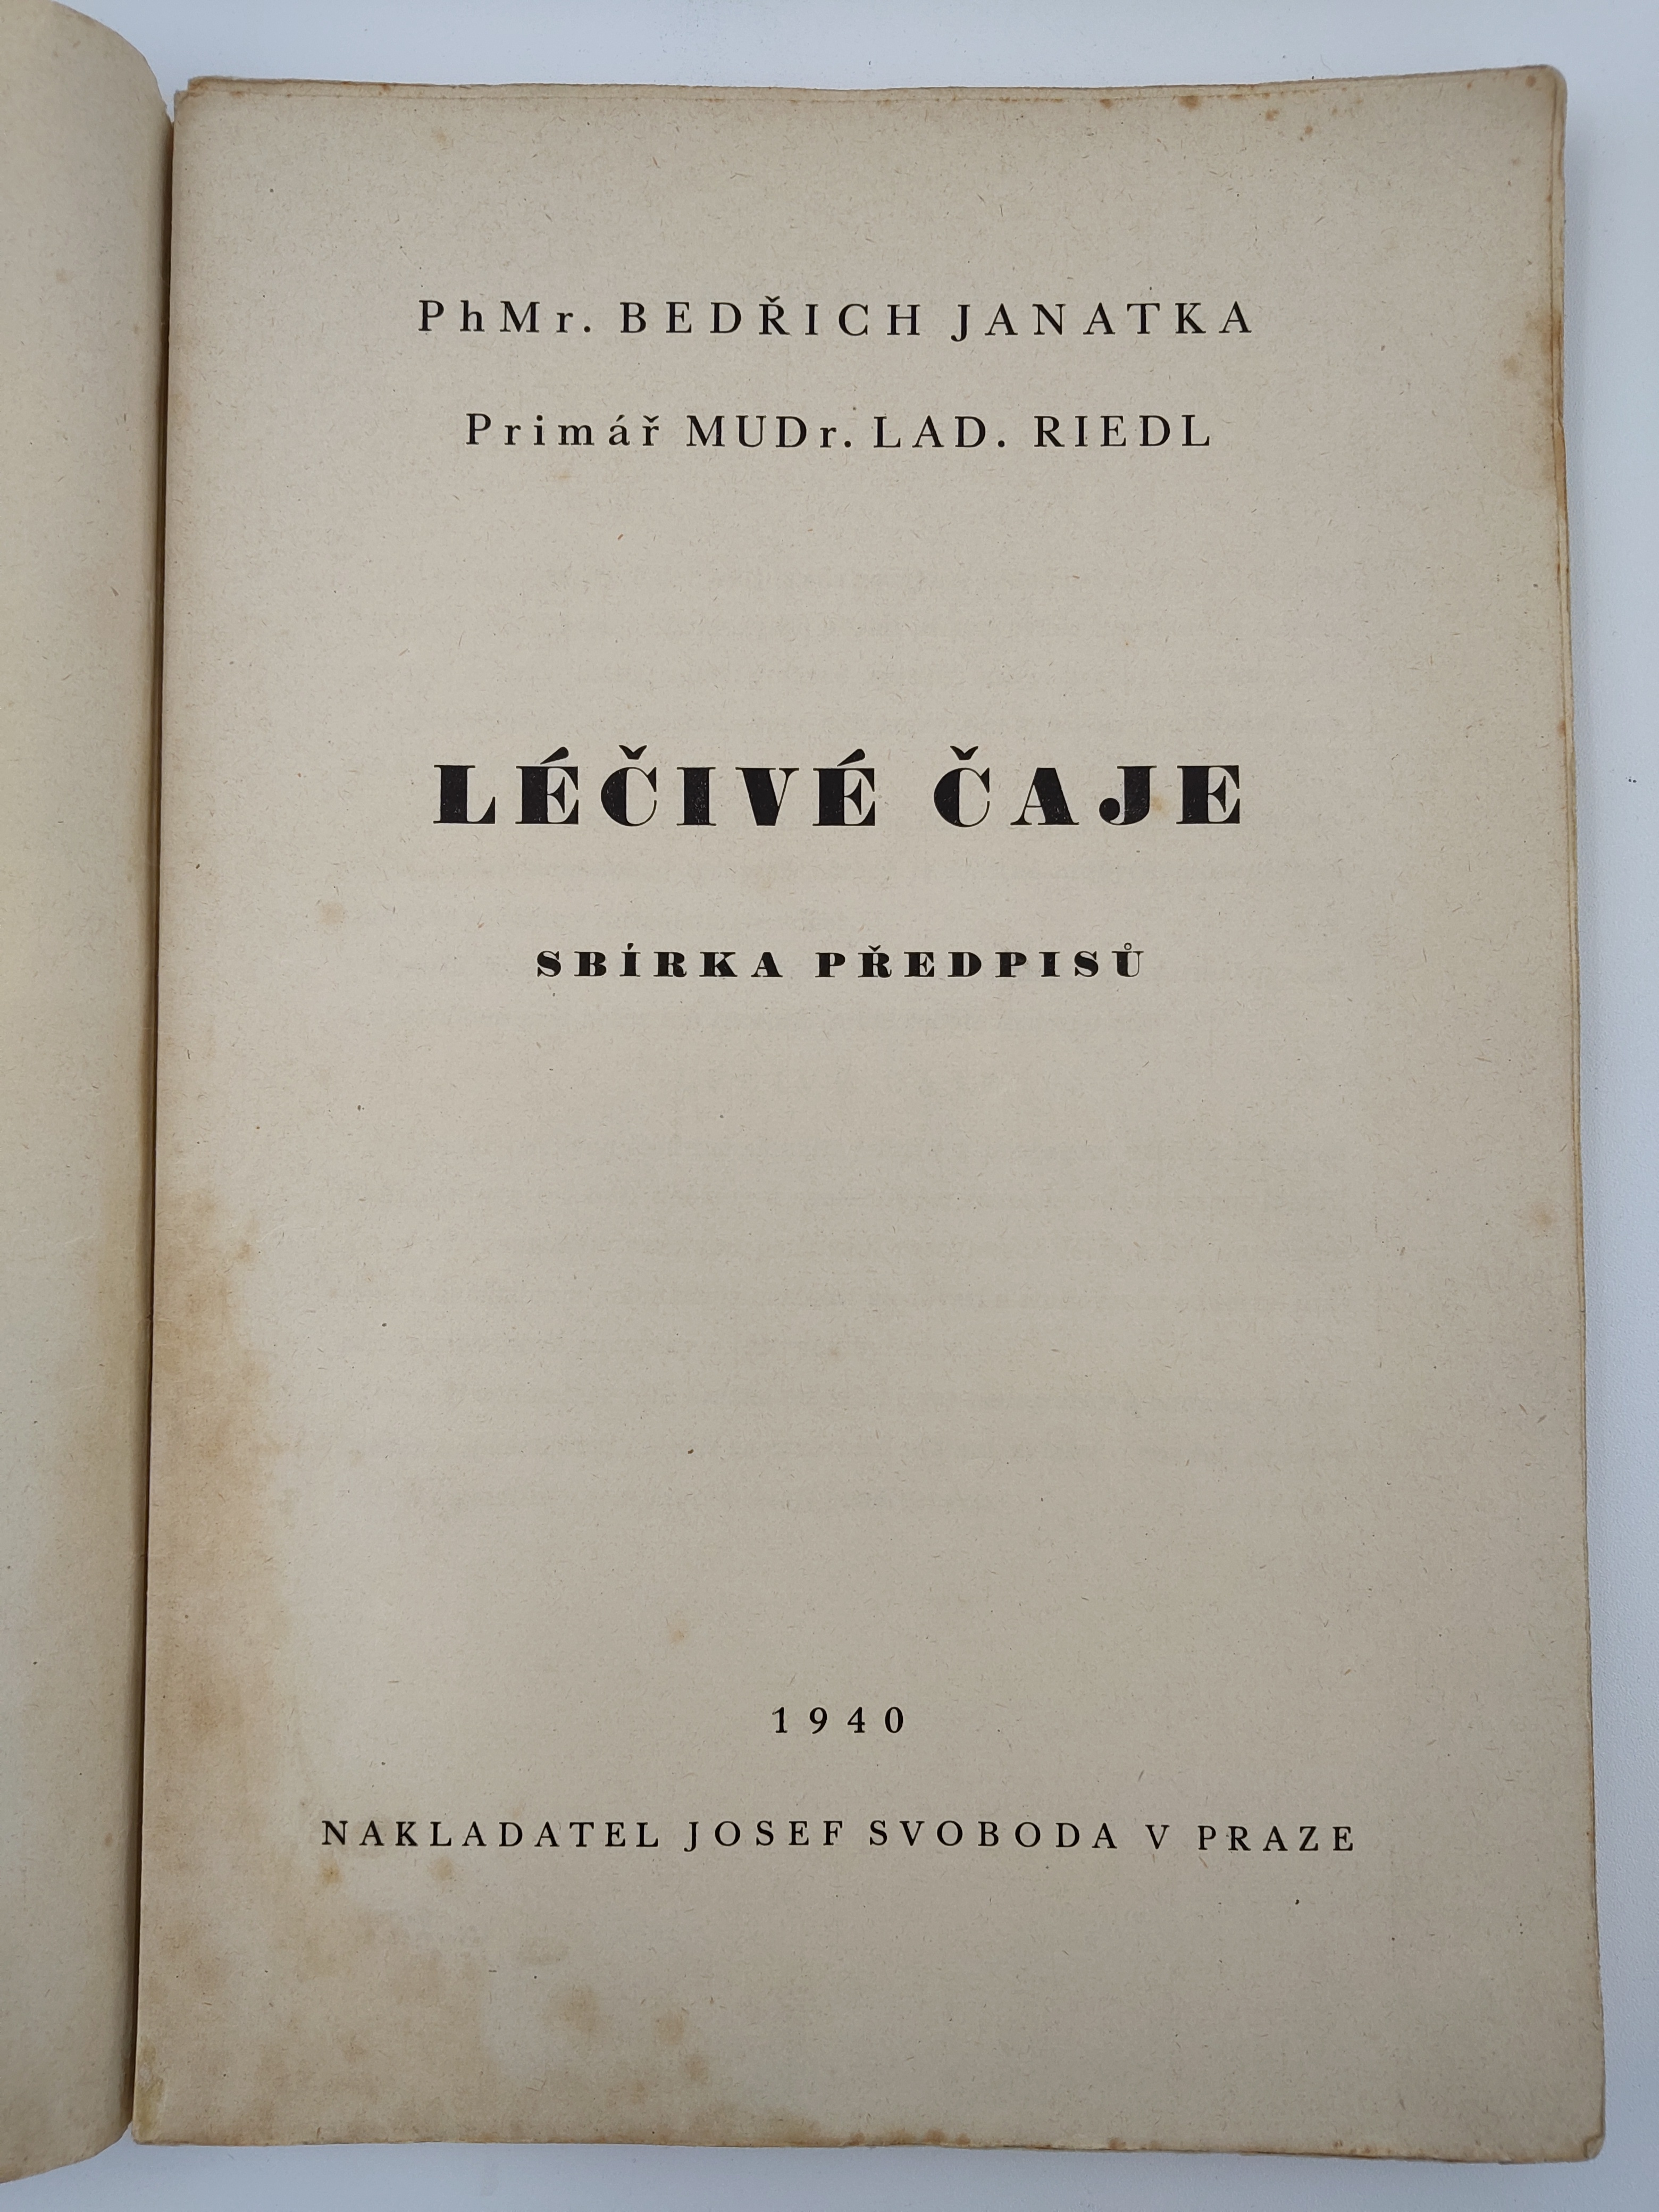 PhMr. BEDŘICH JANATKA
Primář MUDr. LAD. RIEDL
LÉČIVÉ ČAJE
SBÍRKA PŘEDPISŮ
1940
NAKLADATEL JOSEF SVOBODA V PRAZE